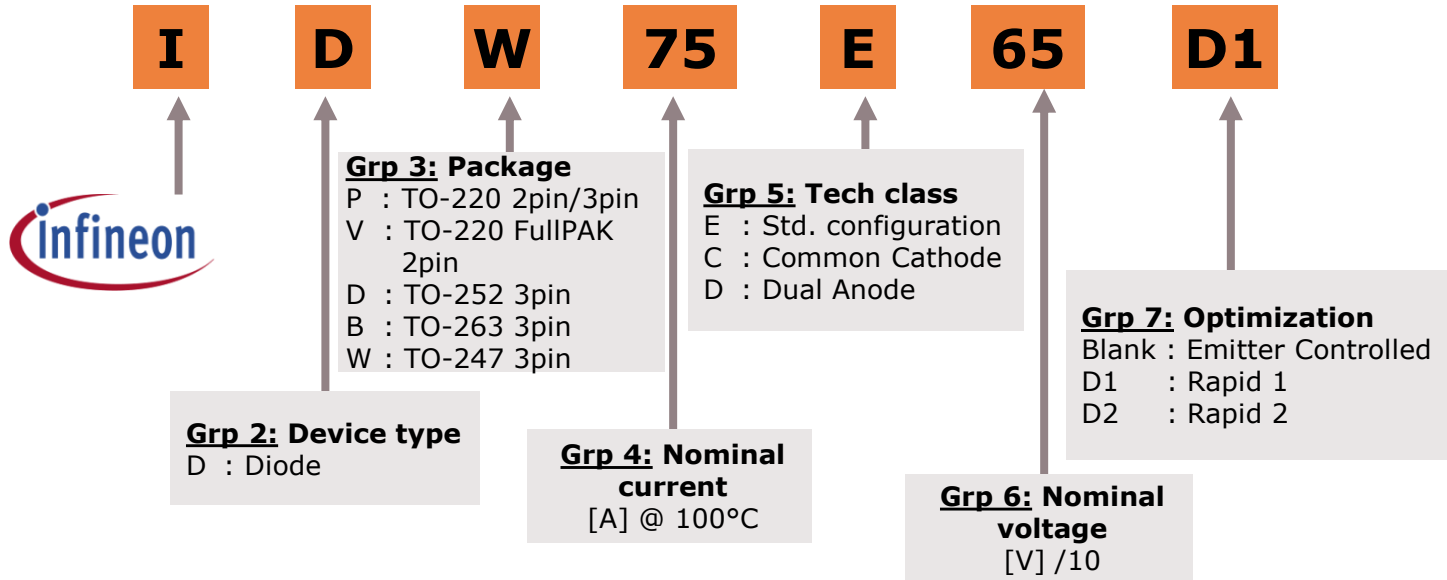 I D W 75 E 65 D1
infineon
Grp 3: Package
P : TO-220 2pin/3pin
V : TO-220 FullPAK
2pin
D : TO-252 3pin
B : TO-263 3pin
W : TO-247 3pin
Grp 5: Tech class
E : Std. configuration
C : Common Cathode
D : Dual Anode
Grp 7: Optimization
Blank : Emitter Controlled
D1 : Rapid 1
D2 : Rapid 2
Grp 2: Device type
D : Diode
Grp 4: Nominal
current
[A] @ 100°C
Grp 6: Nominal
voltage
[V] /10